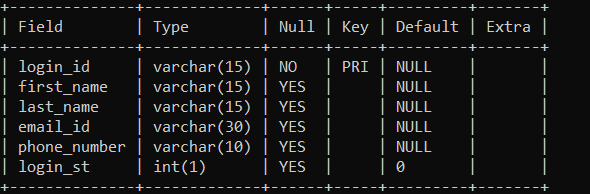 +--------------+-------------+------+-----+---------+-------+
| Field        | Type        | Null | Key | Default | Extra |
+--------------+-------------+------+-----+---------+-------+
| login_id     | varchar(15) | NO   | PRI | NULL    |       |
| first_name   | varchar(15) | YES  |     | NULL    |       |
| last_name    | varchar(15) | YES  |     | NULL    |       |
| email_id     | varchar(30) | YES  |     | NULL    |       |
| phone_number | varchar(10) | YES  |     | NULL    |       |
| login_st     | int(1)      | YES  |     | 0       |       |
+--------------+-------------+------+-----+---------+-------+